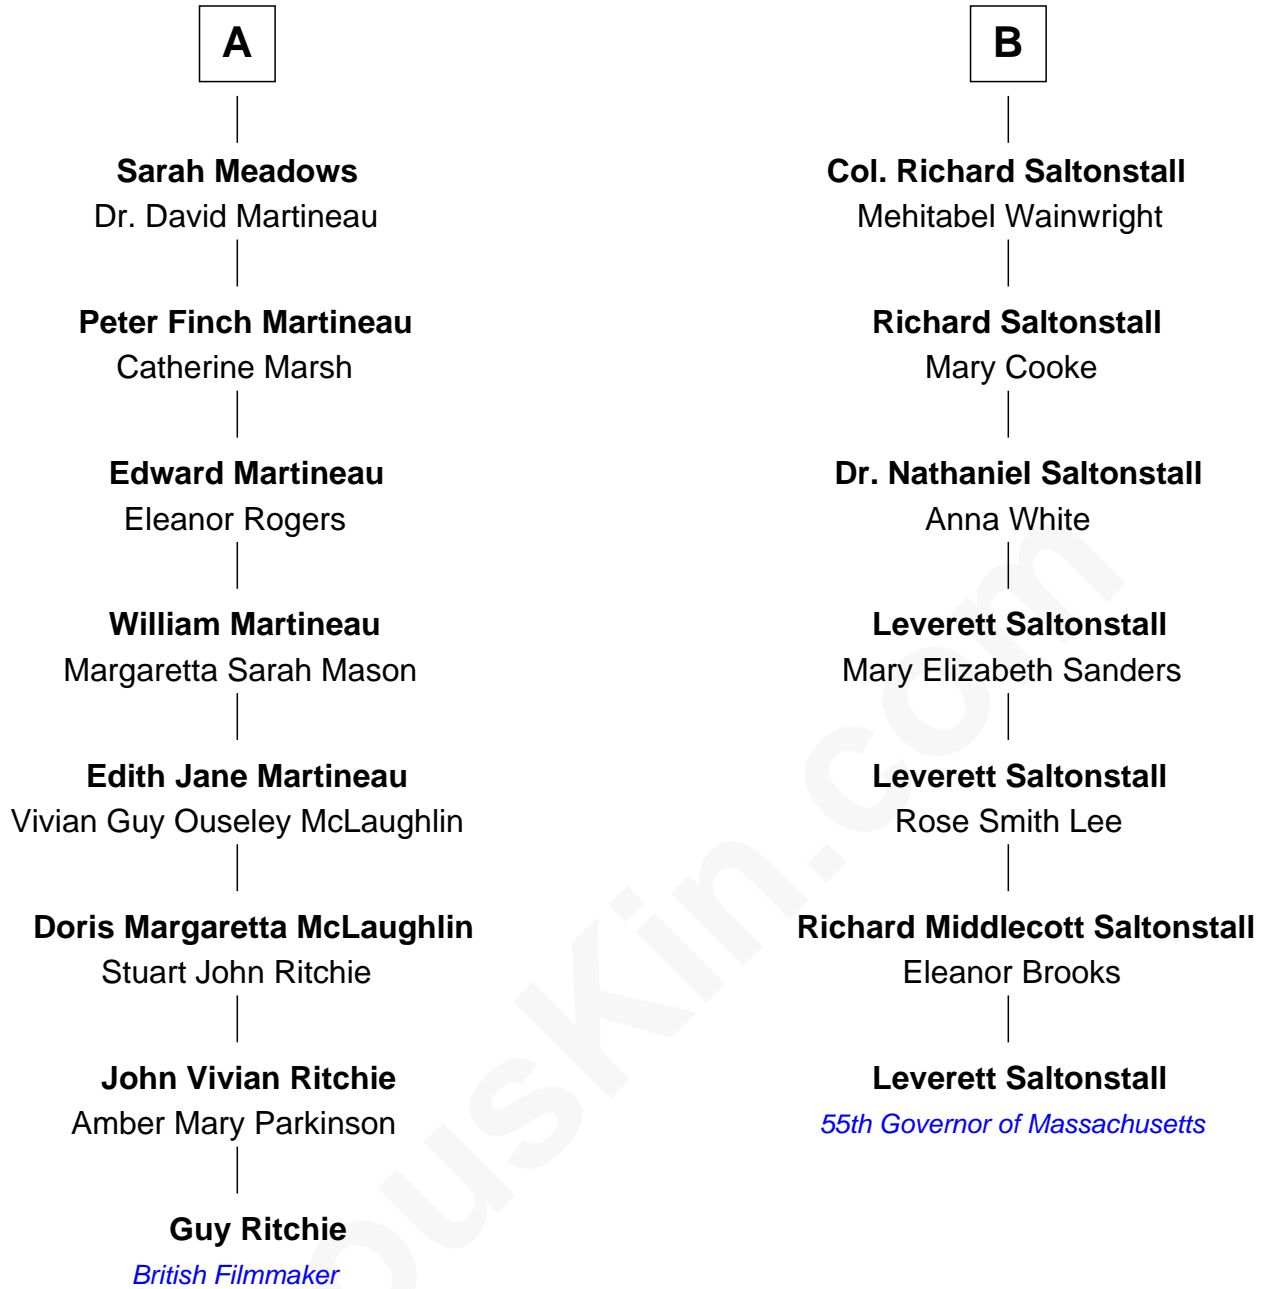 A
Sarah Meadows
Dr. David Martineau
Peter Finch Martineau
Catherine Marsh
Edward Martineau
Eleanor Rogers
William Martineau
Margaretta Sarah Mason
Edith Jane Martineau
Vivian Guy Ouseley McLaughlin
Doris Margaretta McLaughlin
Stuart John Ritchie
John Vivian Ritchie
Amber Mary Parkinson
Guy Ritchie
British Filmmaker
B
Col. Richard Saltonstall
Mehitabel Wainwright
Richard Saltonstall
Mary Cooke
Dr. Nathaniel Saltonstall
Anna White
Leverett Saltonstall
Mary Elizabeth Sanders
Leverett Saltonstall
Rose Smith Lee
Richard Middlecott Saltonstall
Eleanor Brooks
Leverett Saltonstall
55th Governor of Massachusetts
ousKin.com